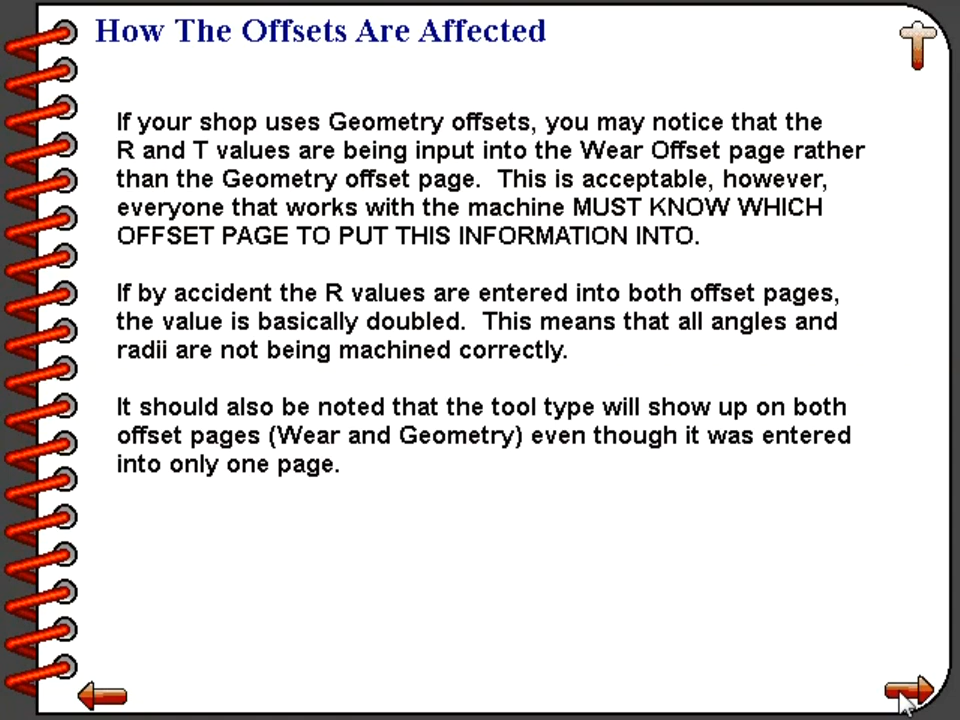 How The Offsets Are Affected
If your shop uses Geometry offsets, you may notice that the
R and T values are being input into the Wear Offset page rather
than the Geometry offset page.  This is acceptable, however,
everyone that works with the machine MUST KNOW WHICH
OFFSET PAGE TO PUT THIS INFORMATION INTO.
If by accident the R values are entered into both offset pages,
the value is basically doubled.  This means that all angles and
radii are not being machined correctly.
It should also be noted that the tool type will show up on both
offset pages (Wear and Geometry) even though it was entered
into only one page.